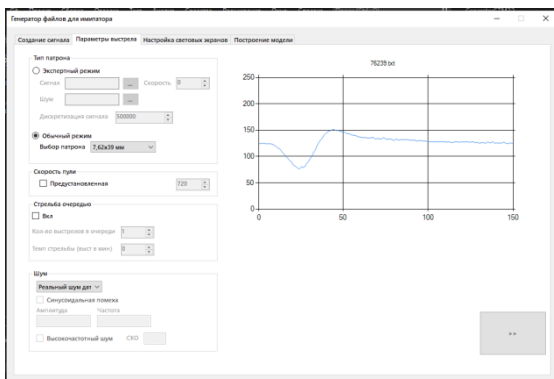 Генератор файлов для имитатора
Создание сигнала Параметры выстрела Настройка световых экранов Построение модели
Тип патрона
Экспертный режим
Сигнал ... Скорость 0
Шум ...
Дискретизация сигнала 500000
Обычный режим
Выбор патрона 7,62x39 мм
Скорость пули
Предустановленная 720
Стрельба очередью
Вкл
Кол-во выстрелов в очереди 1
Темп стрельбы (выст в мин) 0
Шум
Реальный шум дат
Синусоидальная помеха
Амплитуда Частота
Высокочастотный шум СКО
76239.txt
250
200
150
100
50
0
0 50 100 150
>>